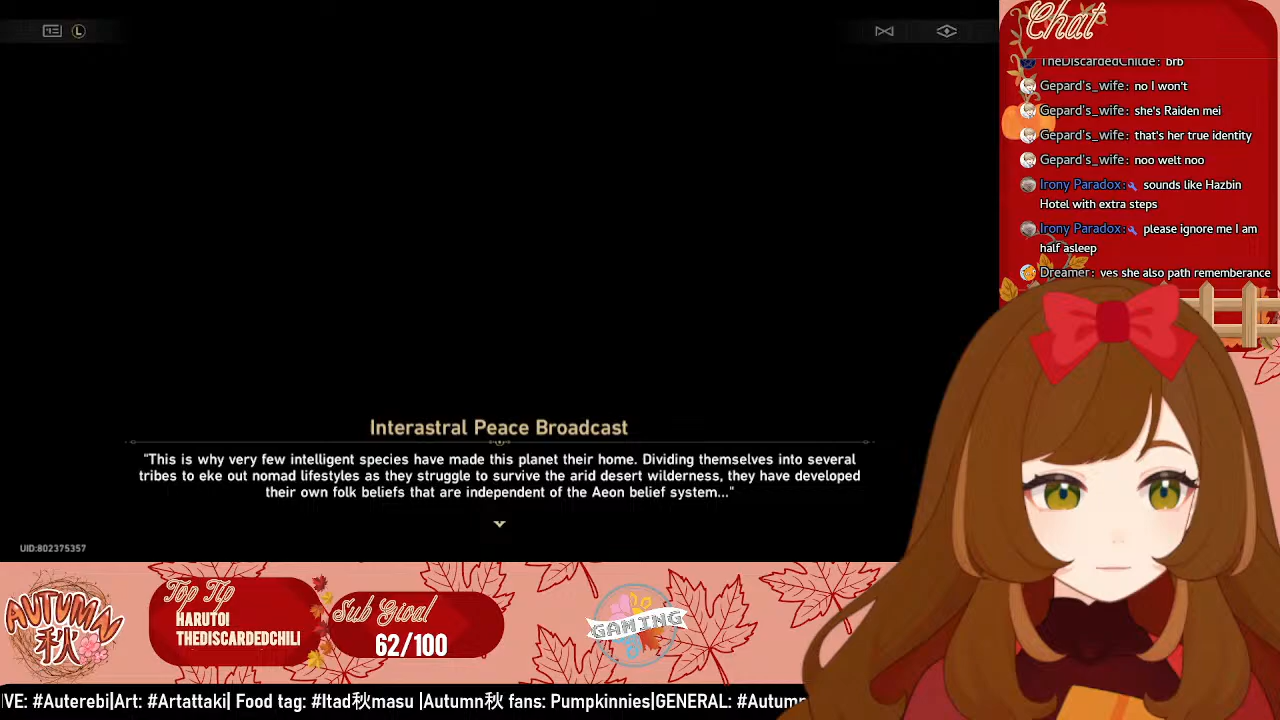 L
Chat
TheDiscardedChilde: brb
Gepard's_wife: no I won't
Gepard's_wife: she's Raiden mei
Gepard's_wife: that's her true identity
Gepard's_wife: noo welt noo
Irony Paradox: sounds like Hazbin
Hotel with extra steps
Irony Paradox: please ignore me I am
half asleep
Dreamer: yes she also path rememberance
Interastral Peace Broadcast
"This is why very few intelligent species have made this planet their home. Dividing themselves into several
tribes to eke out nomad lifestyles as they struggle to survive the arid desert wilderness, they have developed
their own folk beliefs that are independent of the Aeon belief system..."
UID:802375357
AUTUMN
秋
Top Tip
HARUTOI
THEDISCARDEDCHILI
Sub Gioal
62/100
GAMING
IVE: #Auterebi|Art: #Artattaki| Food tag: #Itad秋masu |Autumn秋 fans: Pumpkinnies|GENERAL: #Autum